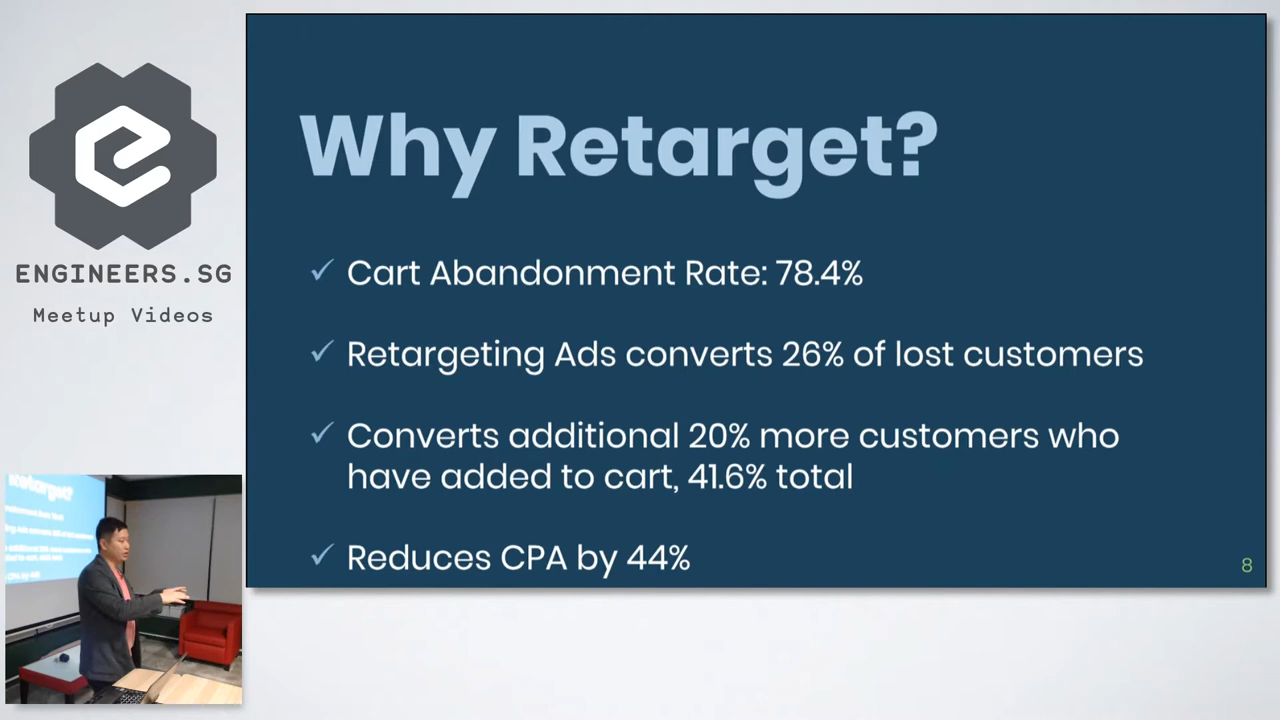 ENGINEERS.SG
Meetup Videos
Why Retarget?
✓ Cart Abandonment Rate: 78.4%
✓ Retargeting Ads converts 26% of lost customers
✓ Converts additional 20% more customers who
have added to cart, 41.6% total
✓ Reduces CPA by 44%
8
Retarget?